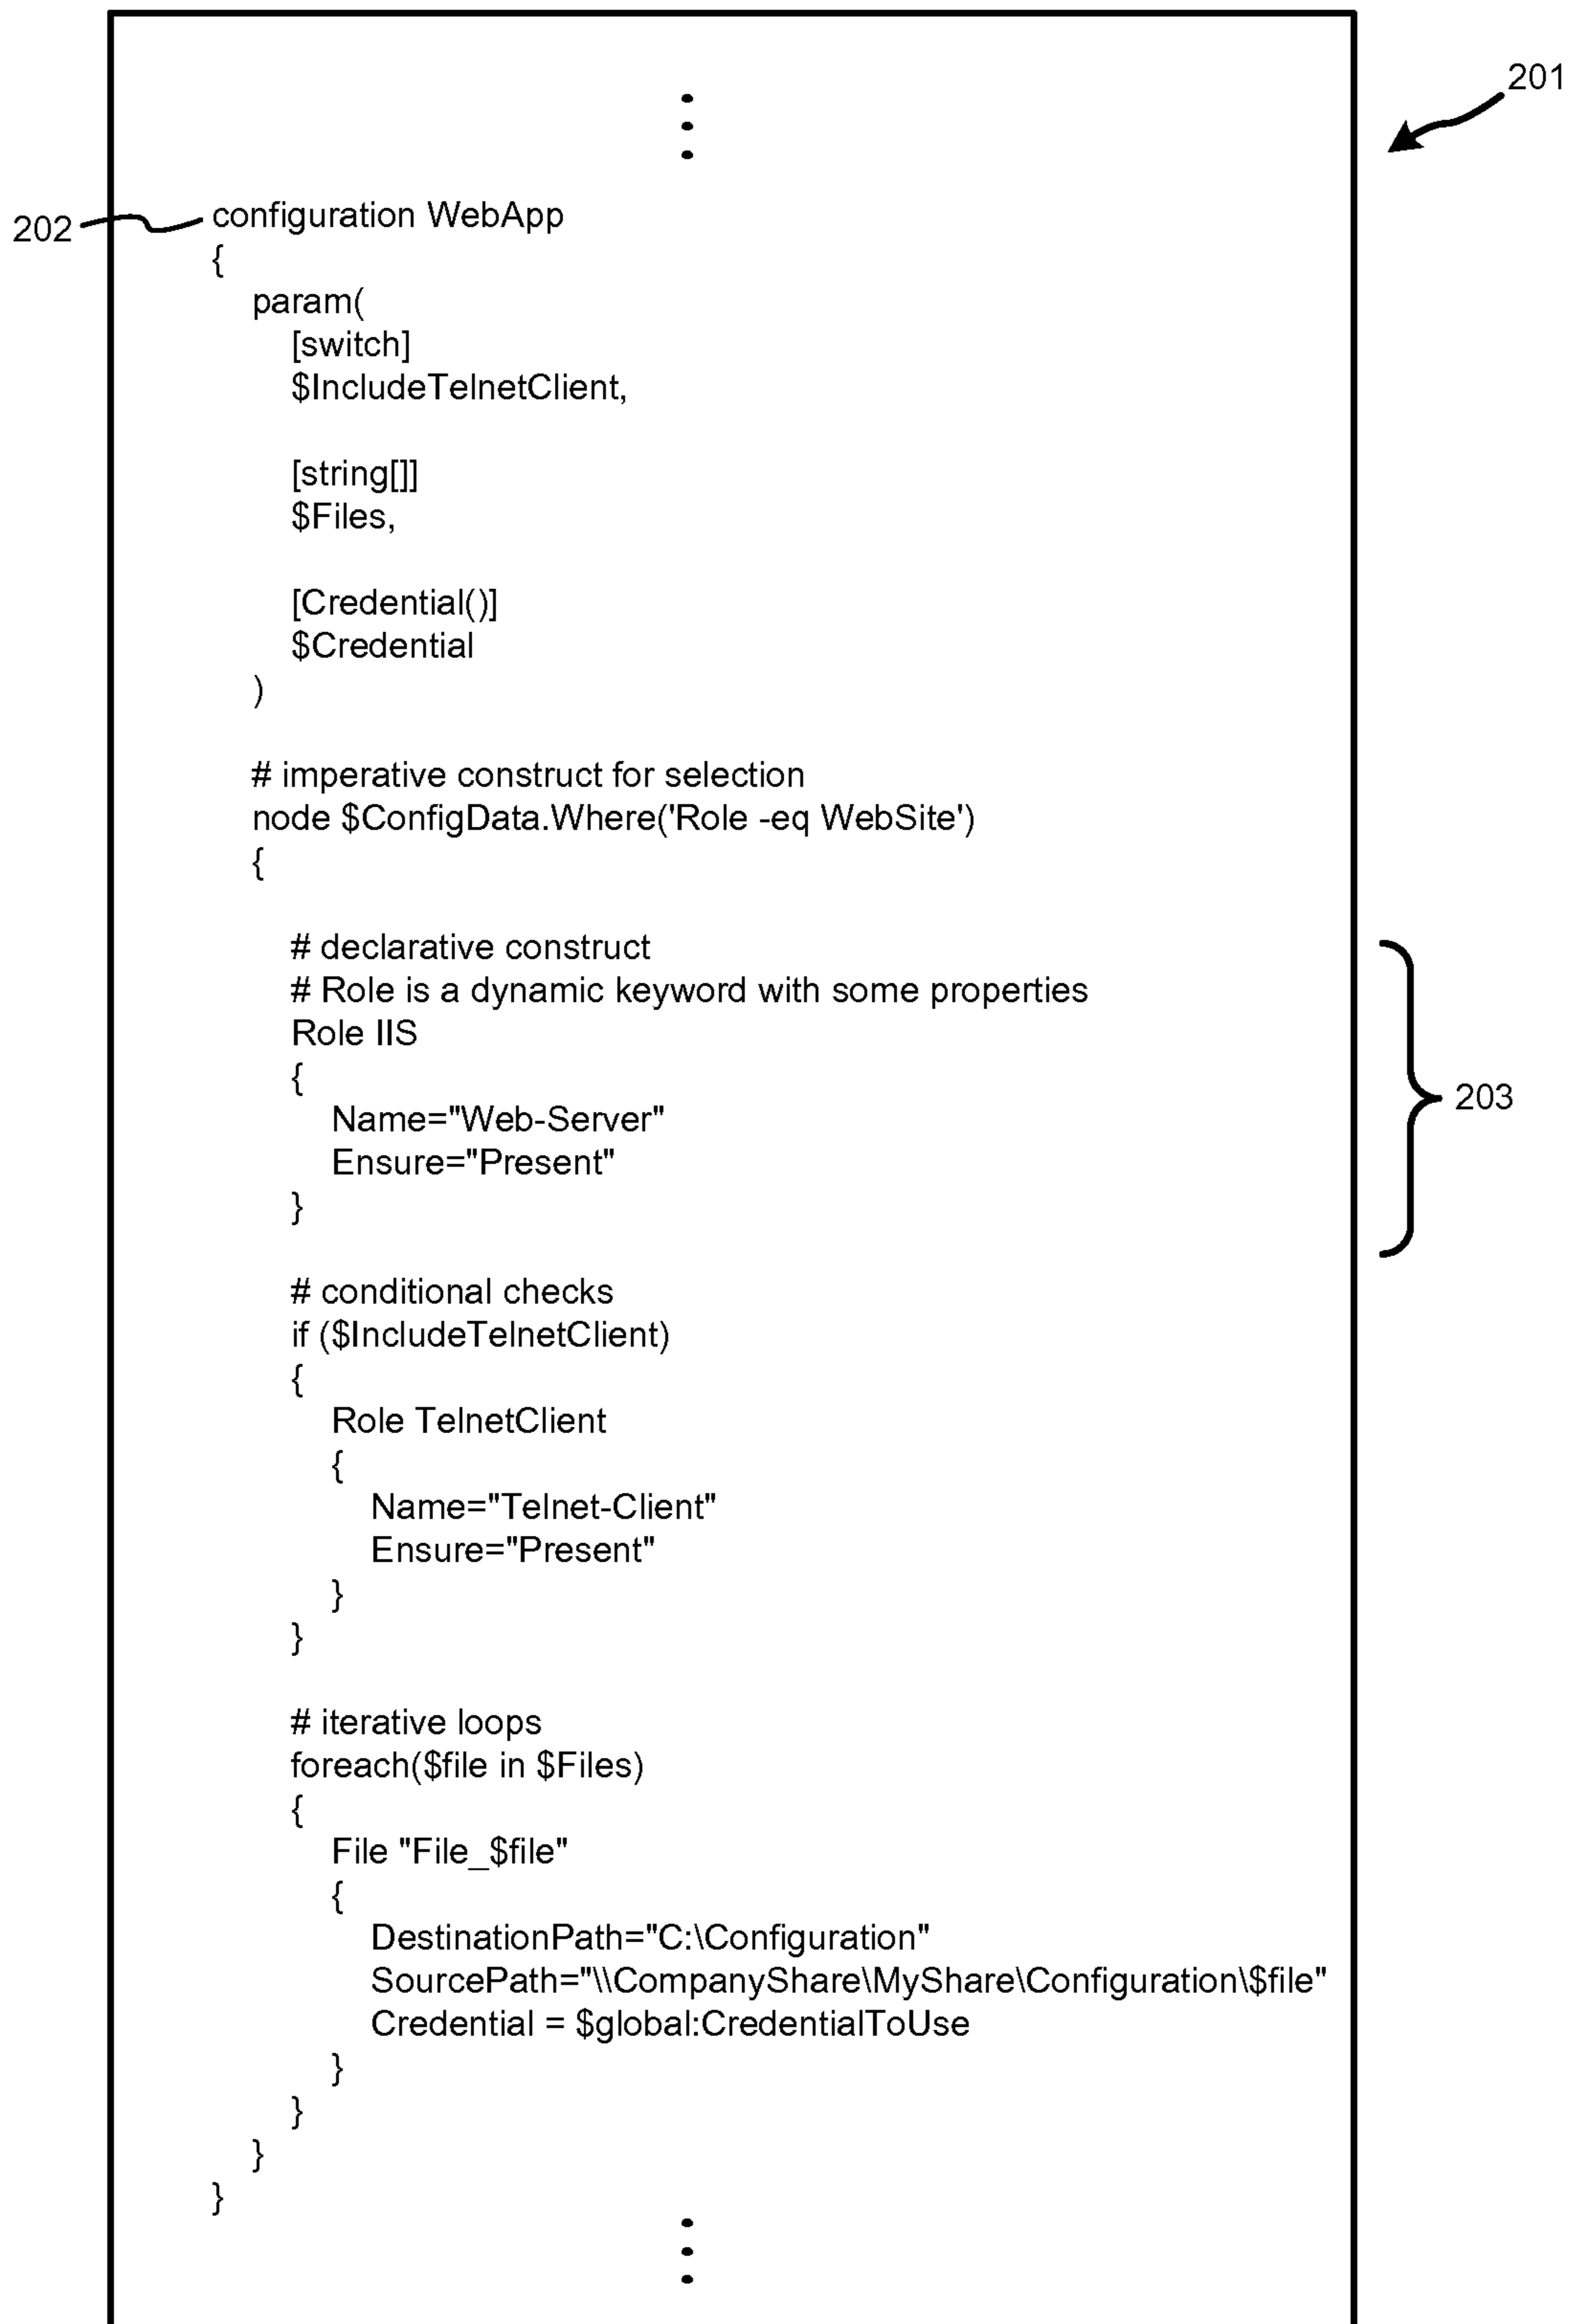 201
202
configuration WebApp
{
param(
[switch]
$IncludeTelnetClient,
[string[]]
$Files,
[Credential()]
$Credential
)
# imperative construct for selection
node $ConfigData.Where('Role -eq WebSite')
{
# declarative construct
# Role is a dynamic keyword with some properties
Role IIS
{
Name="Web-Server"
203
Ensure="Present"
}
# conditional checks
if ($IncludeTelnetClient)
{
Role TelnetClient
{
Name="Telnet-Client"
Ensure="Present"
}
}
# iterative loops
foreach($file in $Files)
{
File "File_$file"
{
DestinationPath="C:\Configuration"
SourcePath="\\CompanyShare\MyShare\Configuration\$file"
Credential = $global:CredentialToUse
}
}
}
}